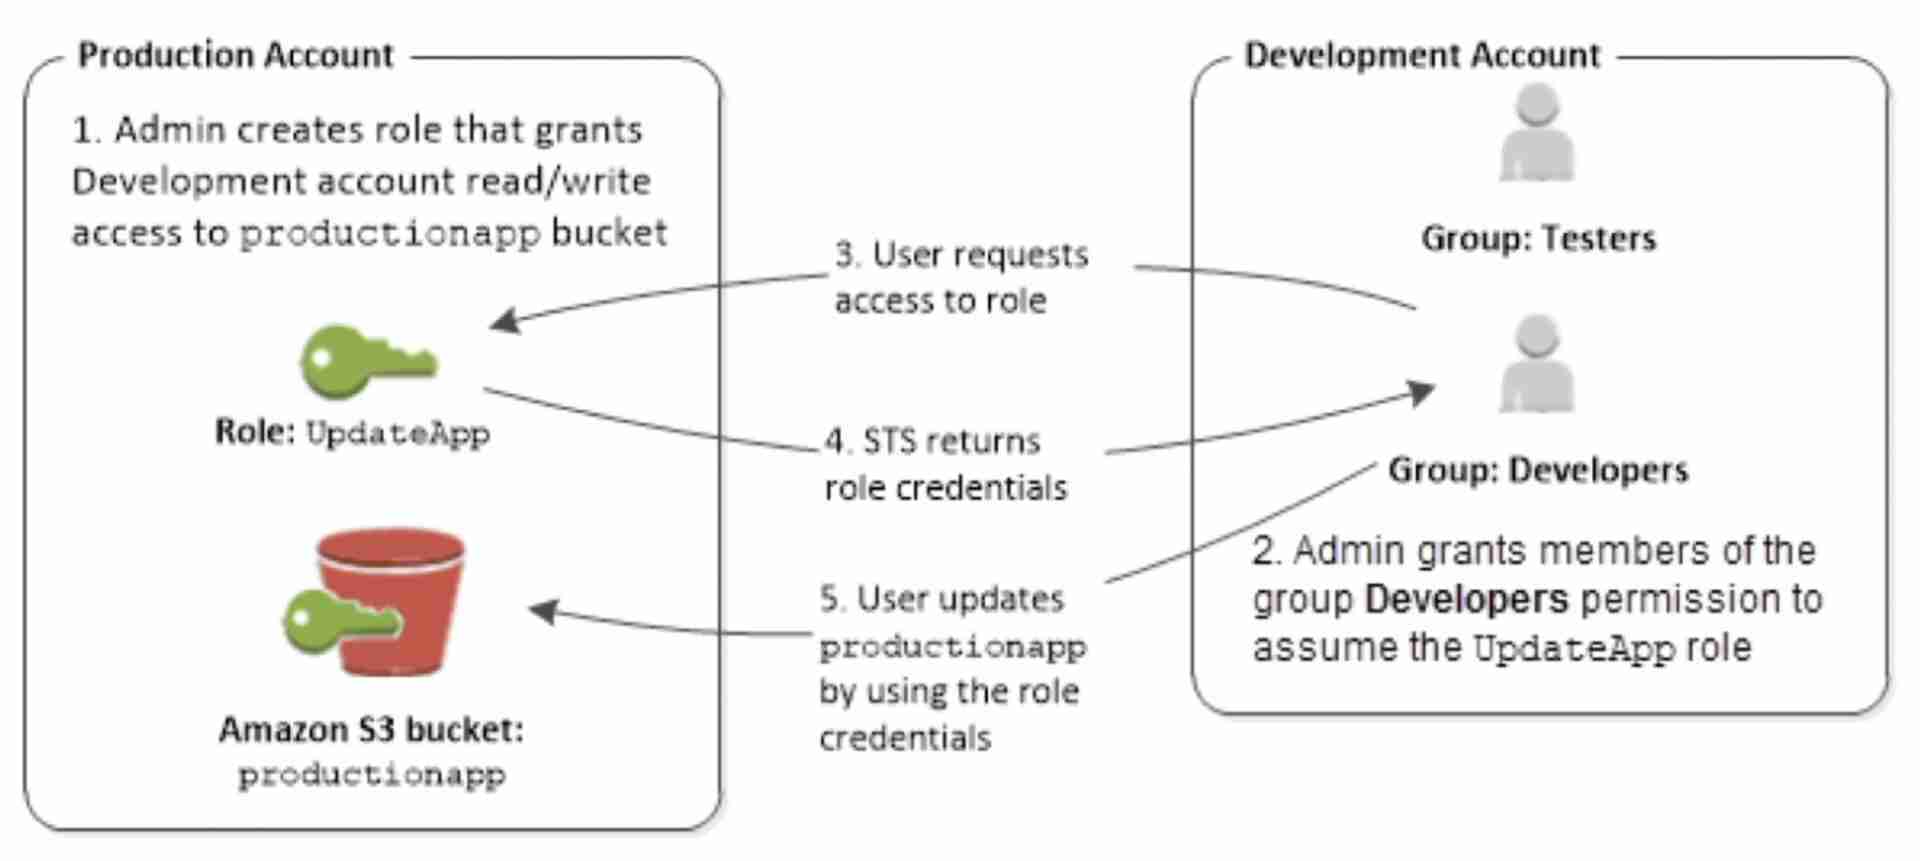 Production Account
1. Admin creates role that grants
Development account read/write
access to productionapp bucket
Role: UpdateApp
Amazon S3 bucket:
productionapp
3. User requests
access to role
4. STS returns
role credentials
5. User updates
productionapp
by using the role
credentials
Development Account
Group: Testers
Group: Developers
2. Admin grants members of the
group Developers permission to
assume the UpdateApp role